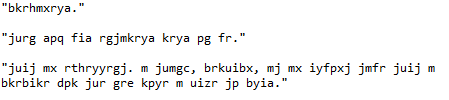 "bkrhmxrya."
"jurg apq fia rgjmkrya krya pg fr."
"juij mx rthryyrgj. m jumgc, brkuibx, mj mx iyfpxj jmfr juij m
bkrbikr dpk jur gre kpyr m uizr jp byia."